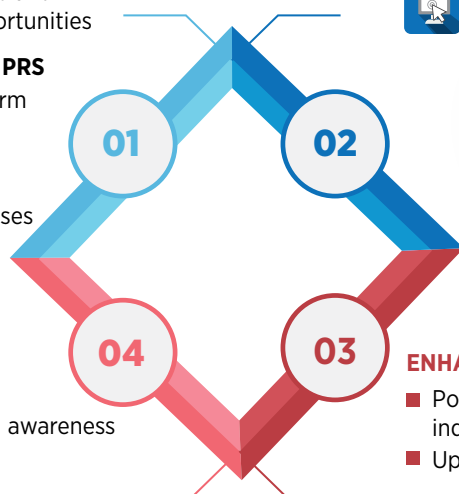 ortunities
PRS
rm
01
02
ses
04
03
ENHA
Po
inc
awareness
Up